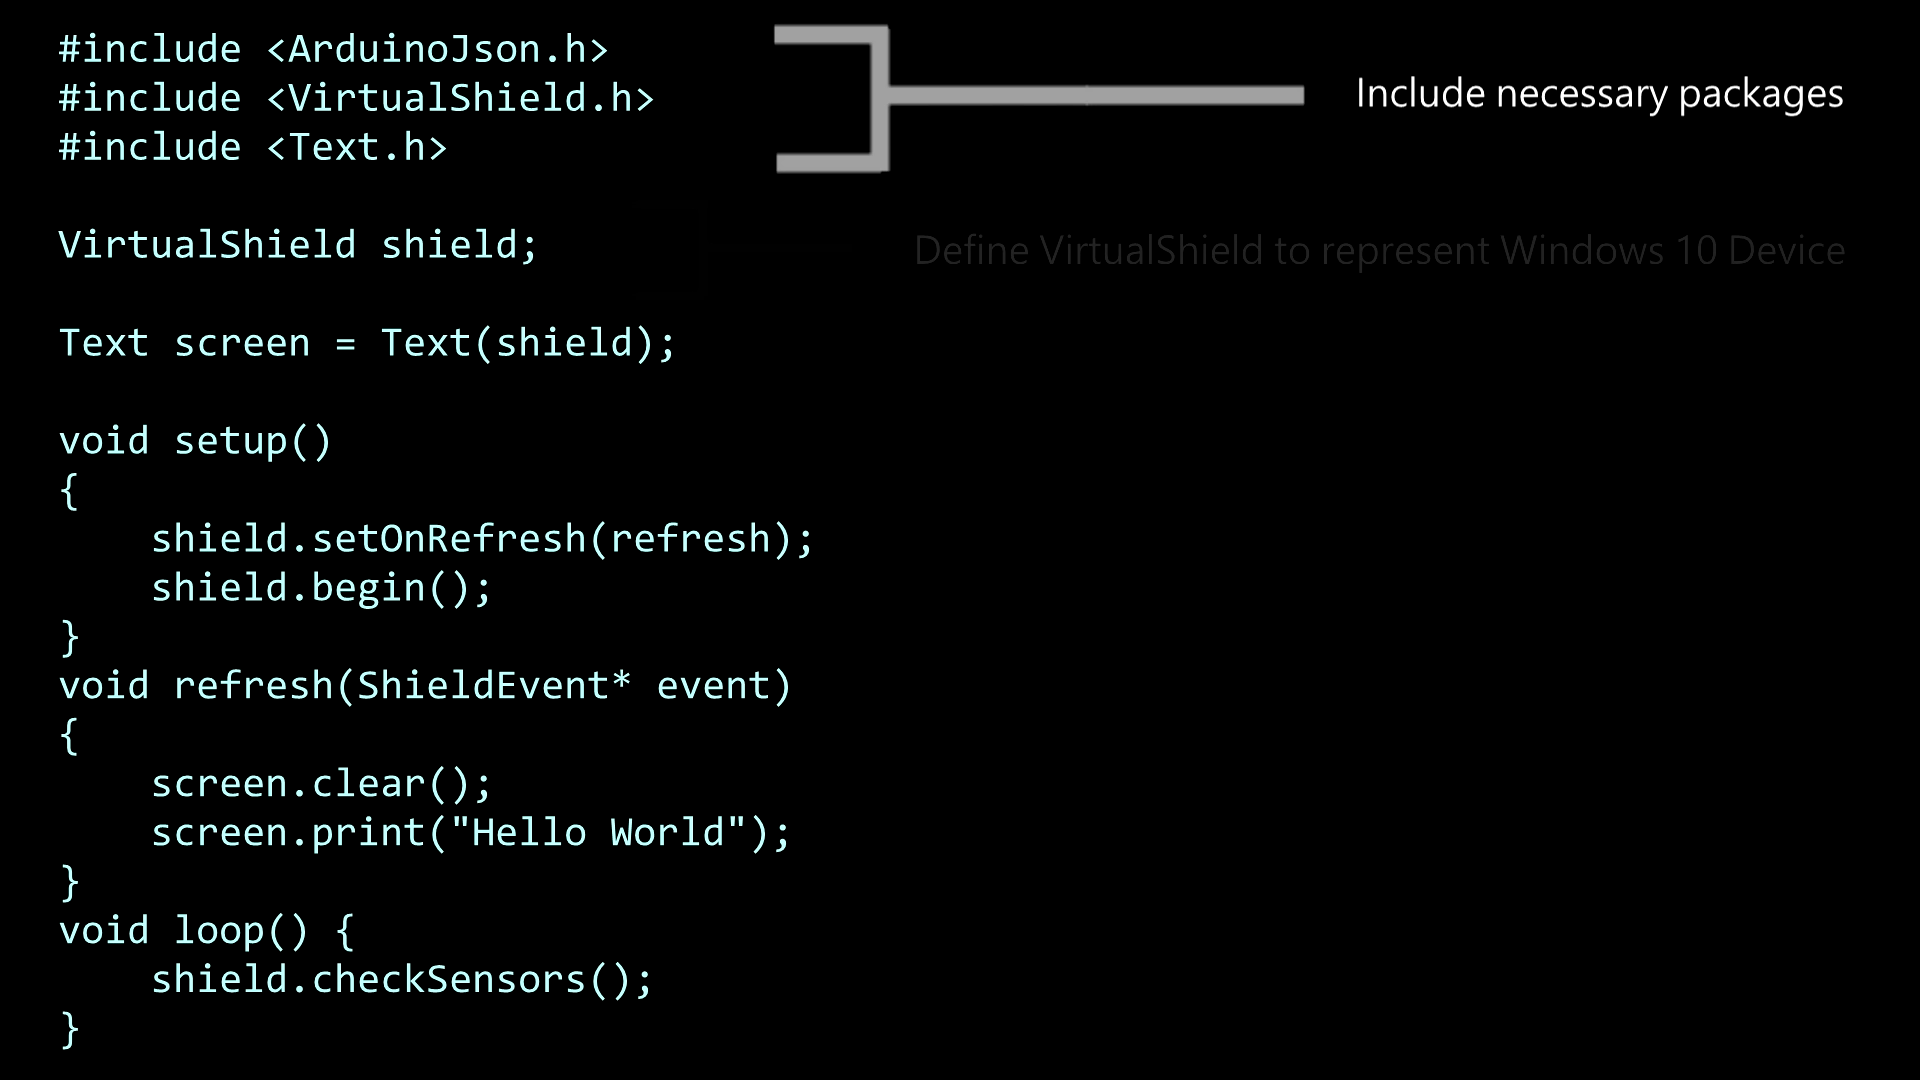 #include <ArduinoJson.h>
#include <VirtualShield.h>
#include <Text.h>
Include necessary packages
VirtualShield shield;
Define VirtualShield to represent Windows 10 Device
Text screen = Text(shield);
void setup()
{
    shield.setOnRefresh(refresh);
    shield.begin();
}
void refresh(ShieldEvent* event)
{
    screen.clear();
    screen.print("Hello World");
}
void loop() {
    shield.checkSensors();
}